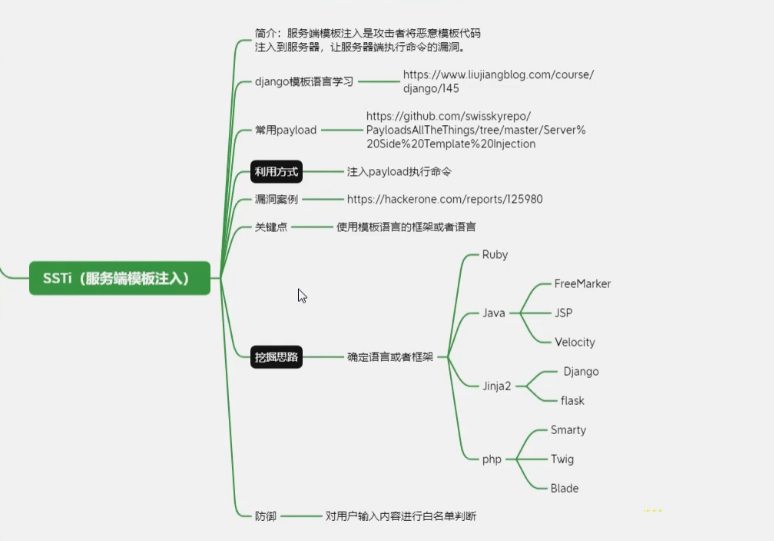 简介：服务端模板注入是攻击者将恶意模板代码
注入到服务器，让服务器端执行命令的漏洞。
django模板语言学习
https://www.liujiangblog.com/course/
django/145
常用payload
https://github.com/swisskyrepo/
PayloadsAllTheThings/tree/master/Server%
20Side%20Template%20Injection
利用方式
注入payload执行命令
漏洞案例
https://hackerone.com/reports/125980
关键点
使用模板语言的框架或者语言
SSTi（服务端模板注入）
挖掘思路
确定语言或者框架
Ruby
Java
FreeMarker
JSP
Velocity
Jinja2
Django
flask
php
Smarty
Twig
Blade
防御
对用户输入内容进行白名单判断